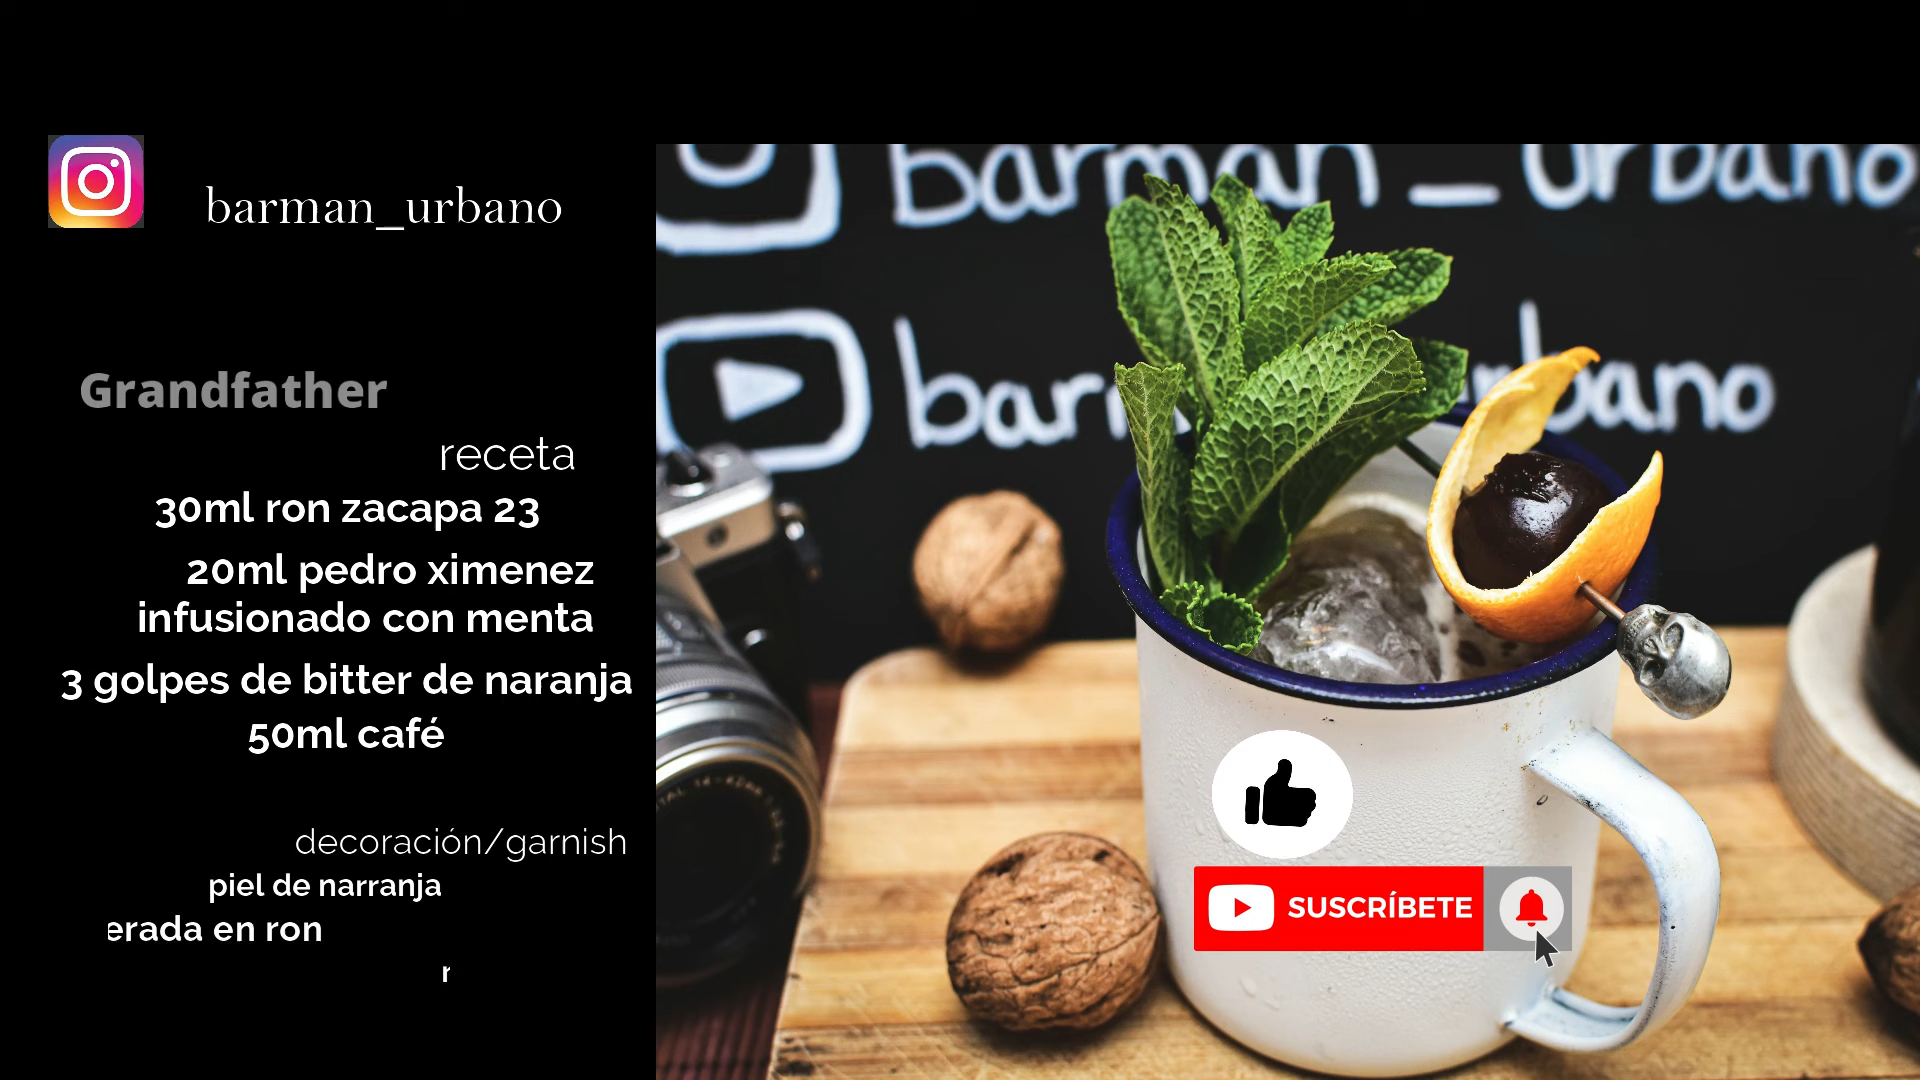 barman_urbano
Grandfather
receta
30ml ron zacapa 23
20ml pedro ximenez
infusionado con menta
3 golpes de bitter de naranja
50ml café
decoración/garnish
piel de narranja
erada en ron
r
barman_urbano
urbano
SUSCRÍBETE